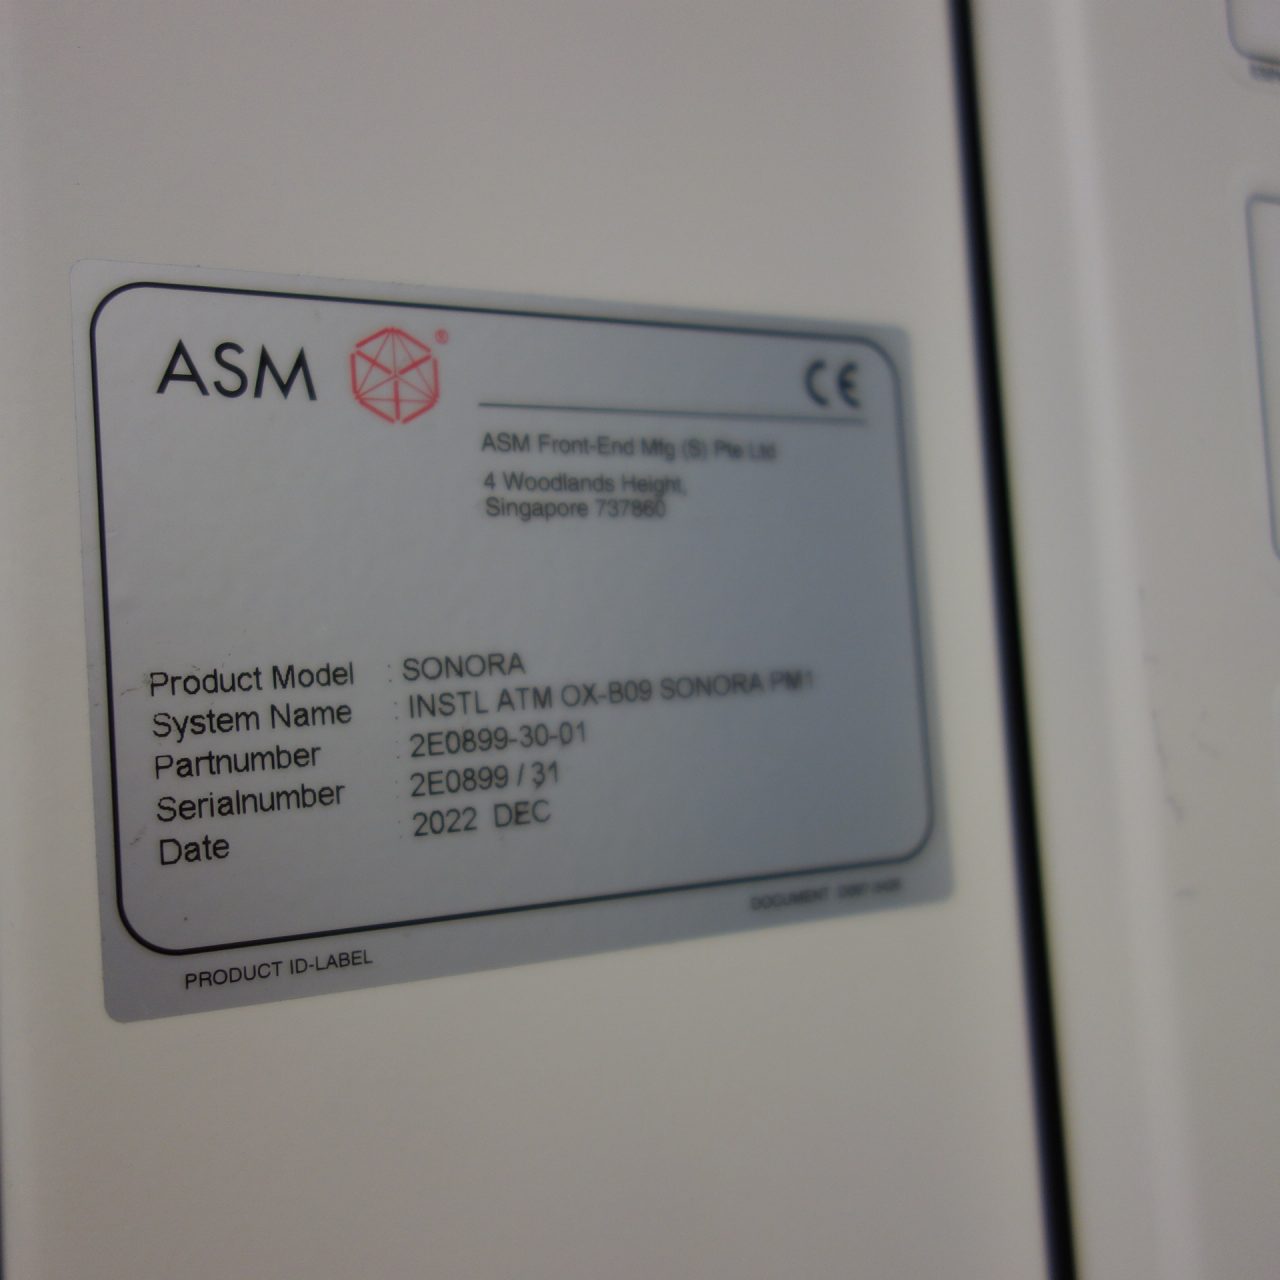 ASM ®
CE
ASM Front-End Mfg (S) Pte Ltd
4 Woodlands Height,
Singapore 737860
Product Model : SONORA
System Name : INSTL ATM OX-B09 SONORA PM1
Partnumber : 2E0899-30-01
Serialnumber : 2E0899 / 31
Date : 2022 DEC
PRODUCT ID-LABEL
DOCUMENT